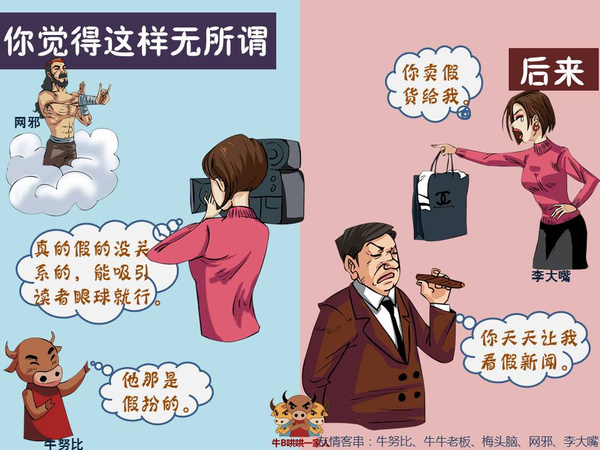 你觉得这样无所谓
网邪
真的假的没关
系的，能吸引
读者眼球就行。
他那是
假扮的。
牛努比
后来
你卖假
货给我。
CHANEL
李大嘴
你天天让我
看假新闻。
牛B哄哄一家人
友情客串：牛努比、牛牛老板、梅头脑、网邪、李大嘴